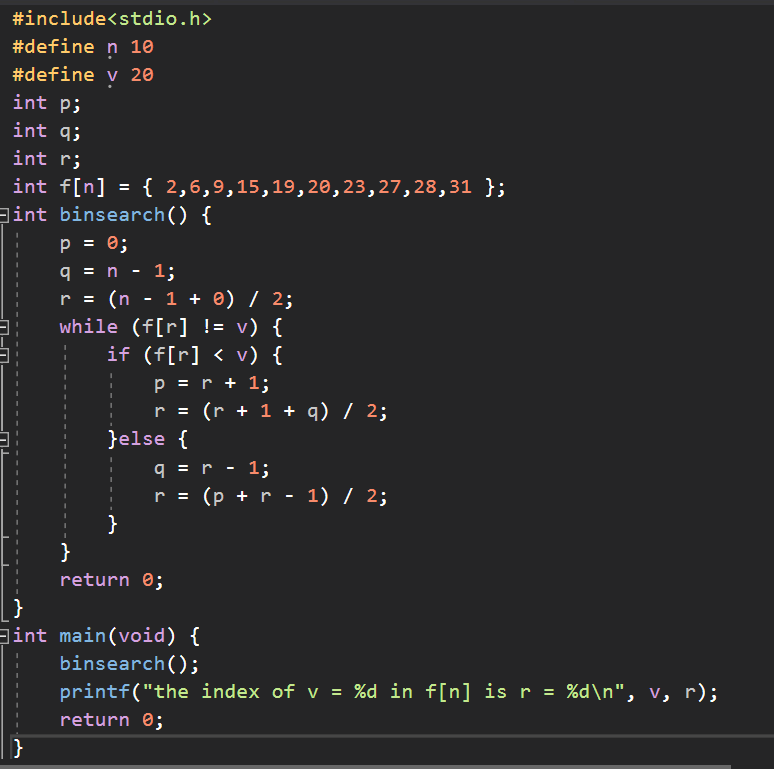 #include<stdio.h>
#define n 10
#define v 20
int p;
int q;
int r;
int f[n] = { 2,6,9,15,19,20,23,27,28,31 };
int binsearch() {
    p = 0;
    q = n - 1;
    r = (n - 1 + 0) / 2;
    while (f[r] != v) {
        if (f[r] < v) {
            p = r + 1;
            r = (r + 1 + q) / 2;
        }else {
            q = r - 1;
            r = (p + r - 1) / 2;
        }
    }
    return 0;
}
int main(void) {
    binsearch();
    printf("the index of v = %d in f[n] is r = %d\n", v, r);
    return 0;
}